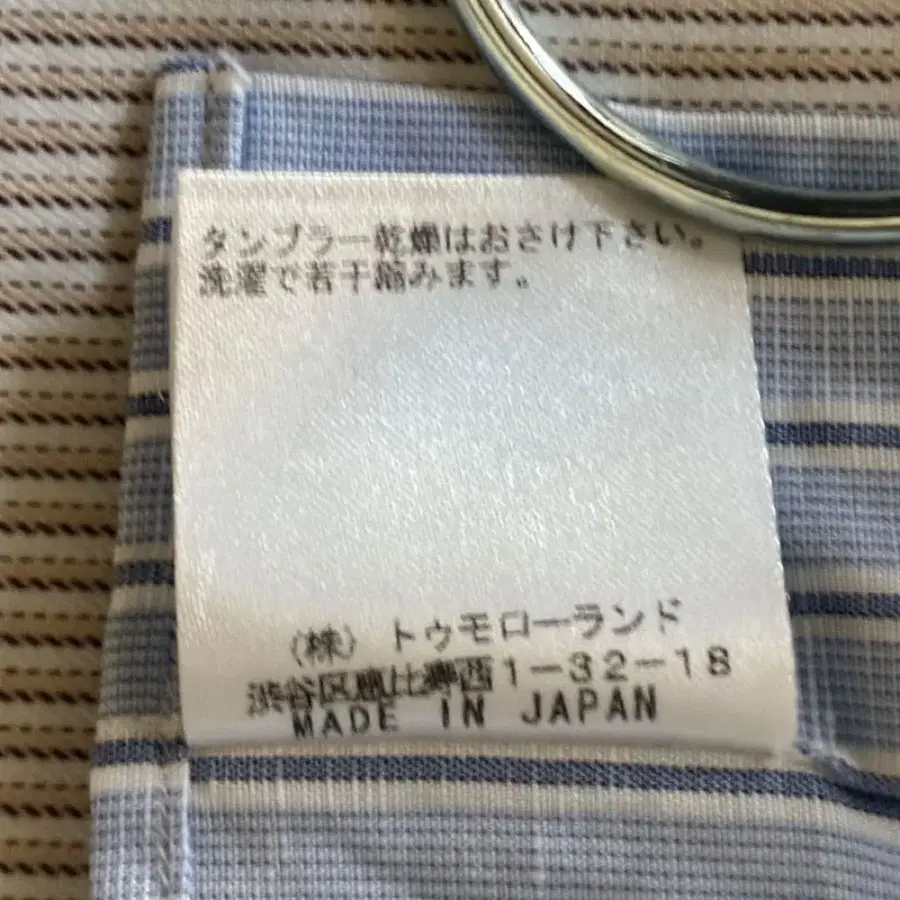 タンブラー乾燥はおさけ下さい。
洗濯で若干縮みます。
（株）トゥモローランド
渋谷区恵比寿西1-32-18
MADE IN JAPAN